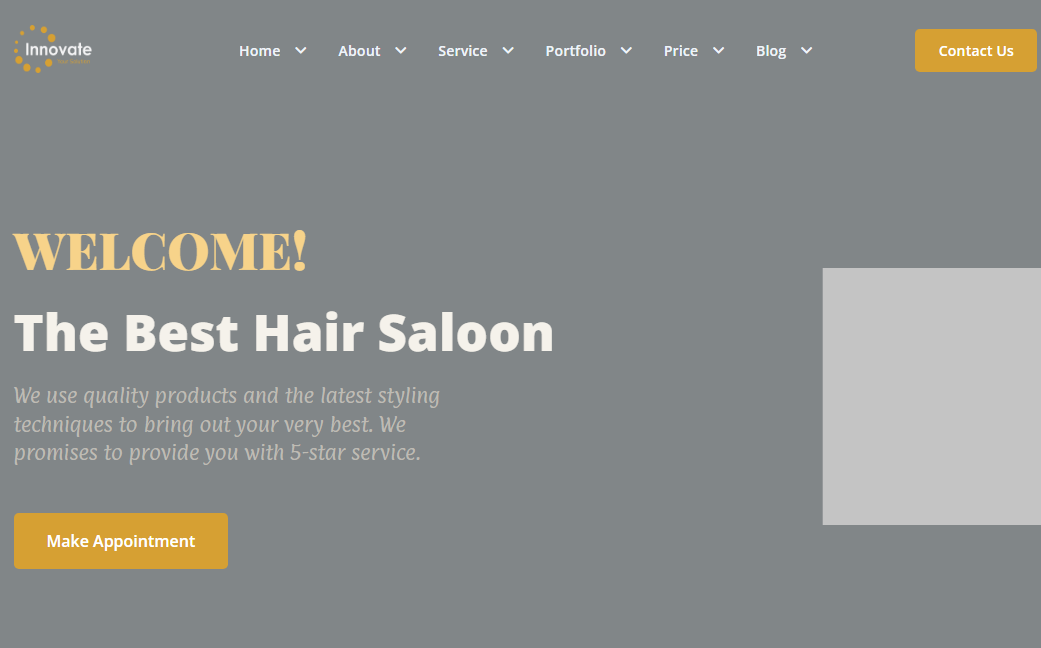 Innovate
Home
About
Service
Portfolio
Price
Blog
Contact Us
WELCOME!
The Best Hair Saloon
We use quality products and the latest styling
techniques to bring out your very best. We
promises to provide you with 5-star service.
Make Appointment